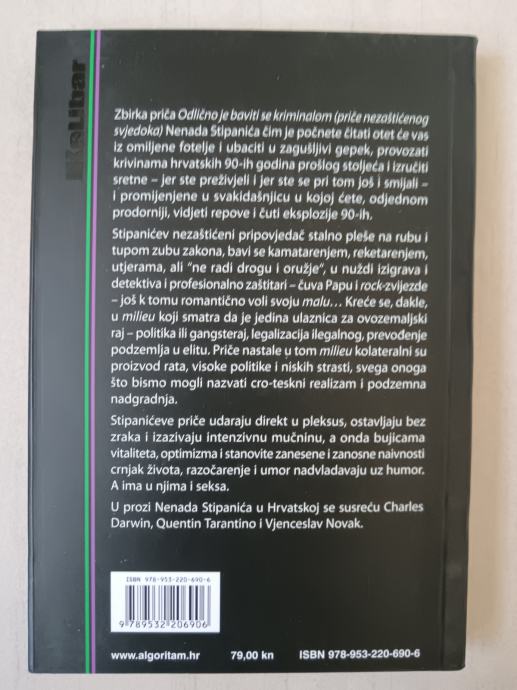 KaLibar
Zbirka priča Odlično je baviti se kriminalom (priče nezaštićenog
svjedoka) Nenada Stipanića čim je počnete čitati otet će vas
iz omiljene fotelje i ubaciti u zagušljivi gepek, provozati
krivinama hrvatskih 90-ih godina prošlog stoljeća i izručiti
sretne – jer ste preživjeli i jer ste se pri tom još i smijali –
i promijenjene u svakidašnjicu u kojoj ćete, odjednom
prodorniji, vidjeti repove i čuti eksplozije 90-ih.
Stipanićev nezaštićeni pripovjedač stalno pleše na rubu i
tupom zubu zakona, bavi se kamatarenjem, reketarenjem,
utjerama, ali "ne radi drogu i oružje", u nuždi izigrava i
detektiva i profesionalno zaštitari – čuva Papu i rock-zvijezde
– još k tomu romantično voli svoju malu... Kreće se, dakle,
u milieu koji smatra da je jedina ulaznica za ovozemaljski
raj – politika ili gangsteraj, legalizacija ilegalnog, prevođenje
podzemlja u elitu. Priče nastale u tom milieu kolateralni su
proizvod rata, visoke politike i niskih strasti, svega onoga
što bismo mogli nazvati cro-teskni realizam i podzemna
nadgradnja.
Stipanićeve priče udaraju direkt u pleksus, ostavljaju bez
zraka i izazivaju intenzivnu mučninu, a onda bujicama
vitaliteta, optimizma i stanovite zanesene i zanosne naivnosti
crnjak života, razočarenje i umor nadvladavaju uz humor.
A ima u njima i seksa.
U prozi Nenada Stipanića u Hrvatskoj se susreću Charles
Darwin, Quentin Tarantino i Vjenceslav Novak.
ISBN 978-953-220-690-6
9 789532 206906
www.algoritam.hr 79,00 kn ISBN 978-953-220-690-6